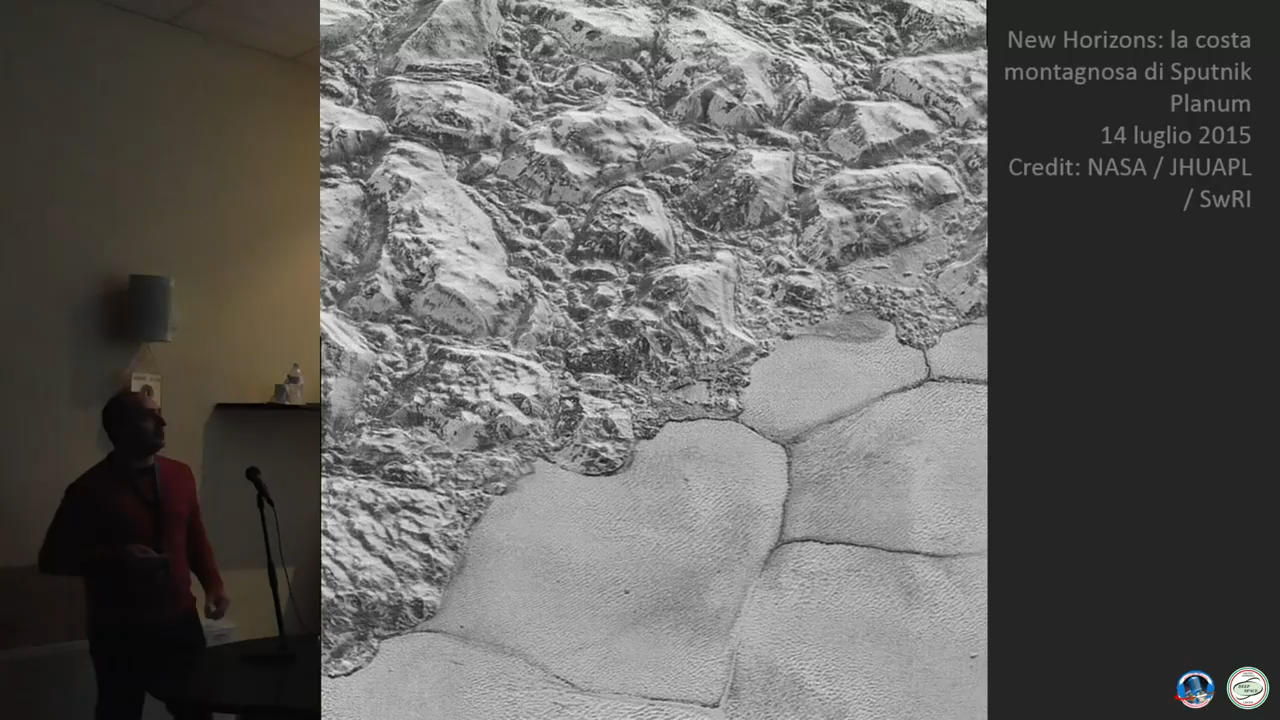 New Horizons: la costa
montagnosa di Sputnik
Planum
14 luglio 2015
Credit: NASA / JHUAPL
/ SwRI